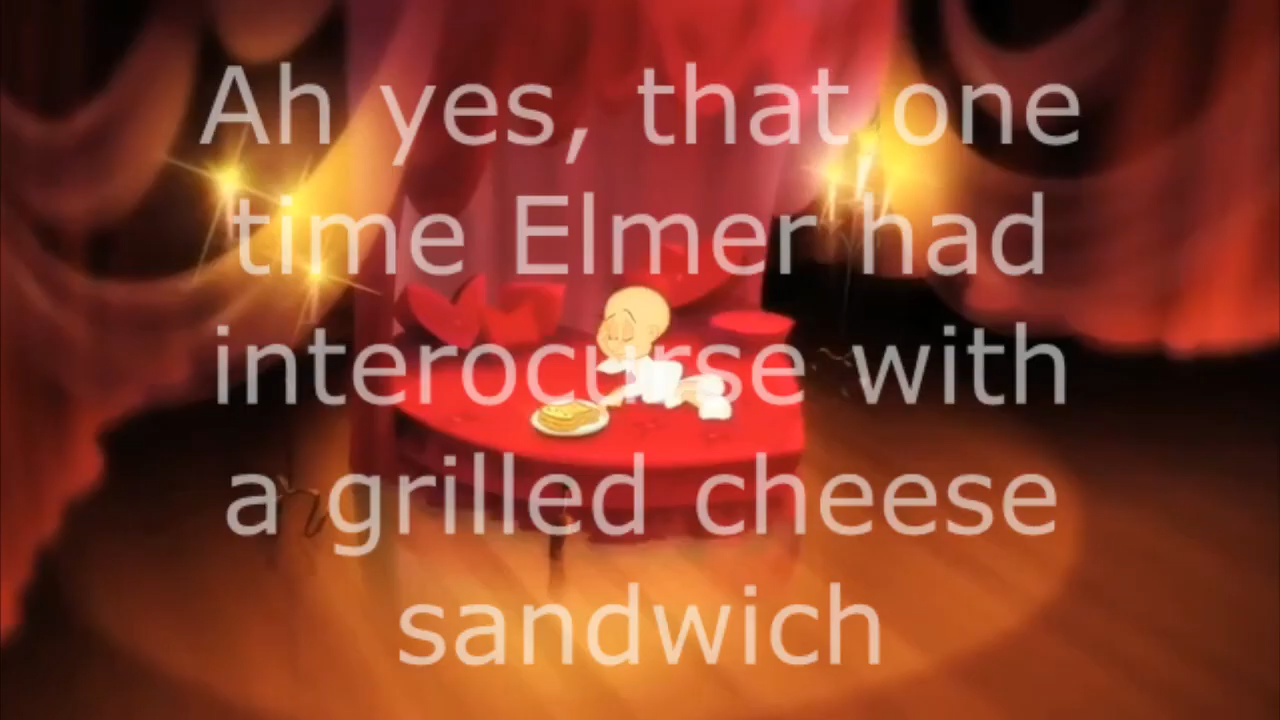 Ah yes, that one
time Elmer had
interocurse with
a grilled cheese
sandwich